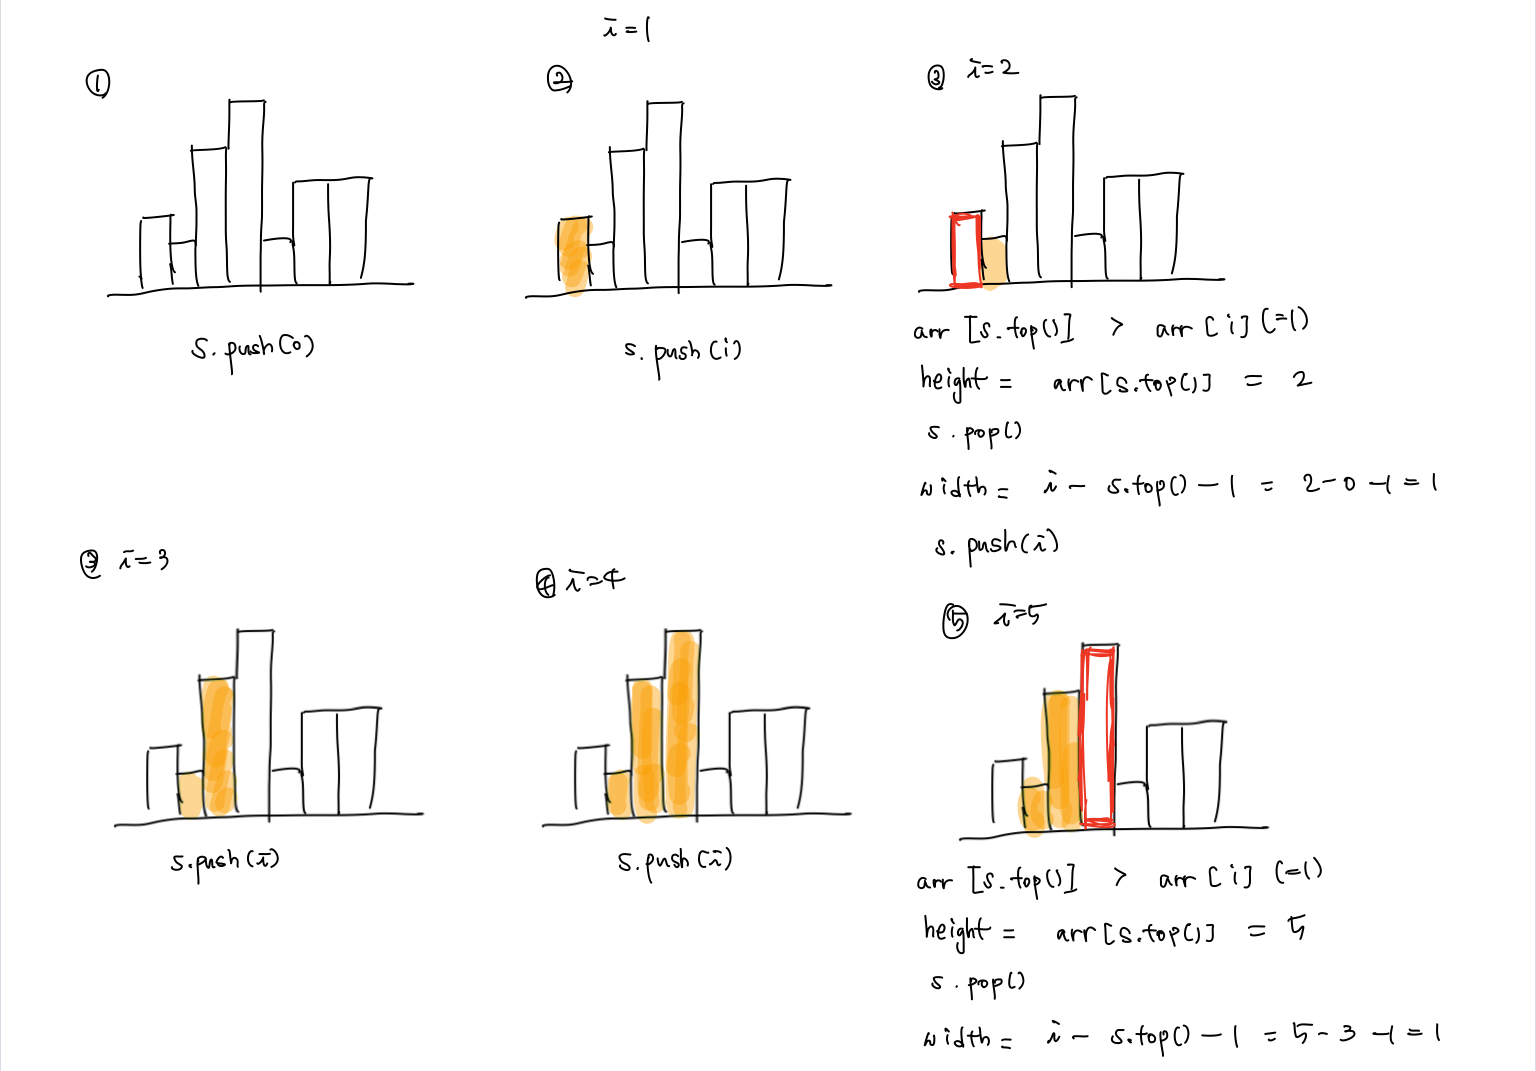 ①
i=1
②
③ i=2
s.push(0)
s.push(i)
arr [s.top()] > arr [i] (=1)
height = arr[s.top()] = 2
s.pop()
width = i - s.top() - 1 = 2-0-1=1
s.push(i)
③ i=3
④ i=4
⑤ i=5
s.push(i)
s.push(i)
arr [s.top()] > arr [i] (=1)
height = arr[s.top()] = 5
s.pop()
width = i - s.top() - 1 = 5-3-1=1